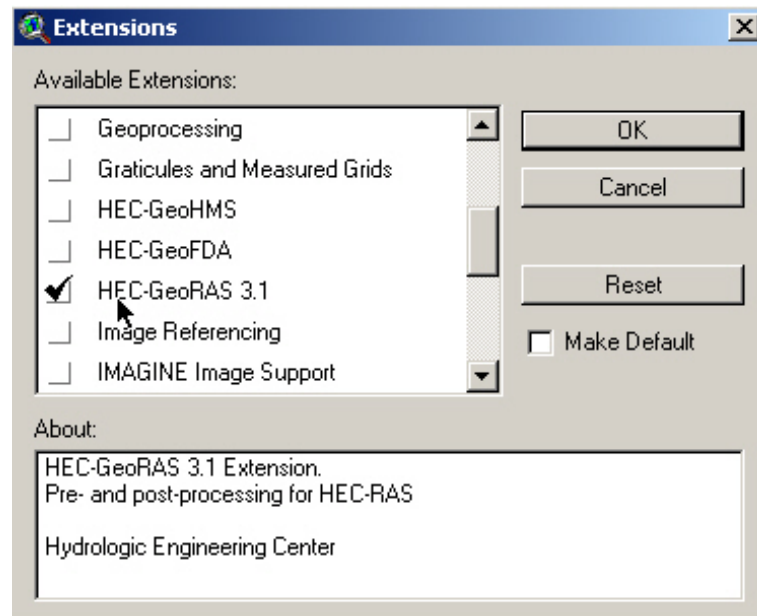 Extensions
Available Extensions:
Geoprocessing
Graticules and Measured Grids
HEC-GeoHMS
HEC-GeoFDA
HEC-GeoRAS 3.1
Image Referencing
IMAGINE Image Support
OK
Cancel
Reset
Make Default
About:
HEC-GeoRAS 3.1 Extension.
Pre- and post-processing for HEC-RAS
Hydrologic Engineering Center